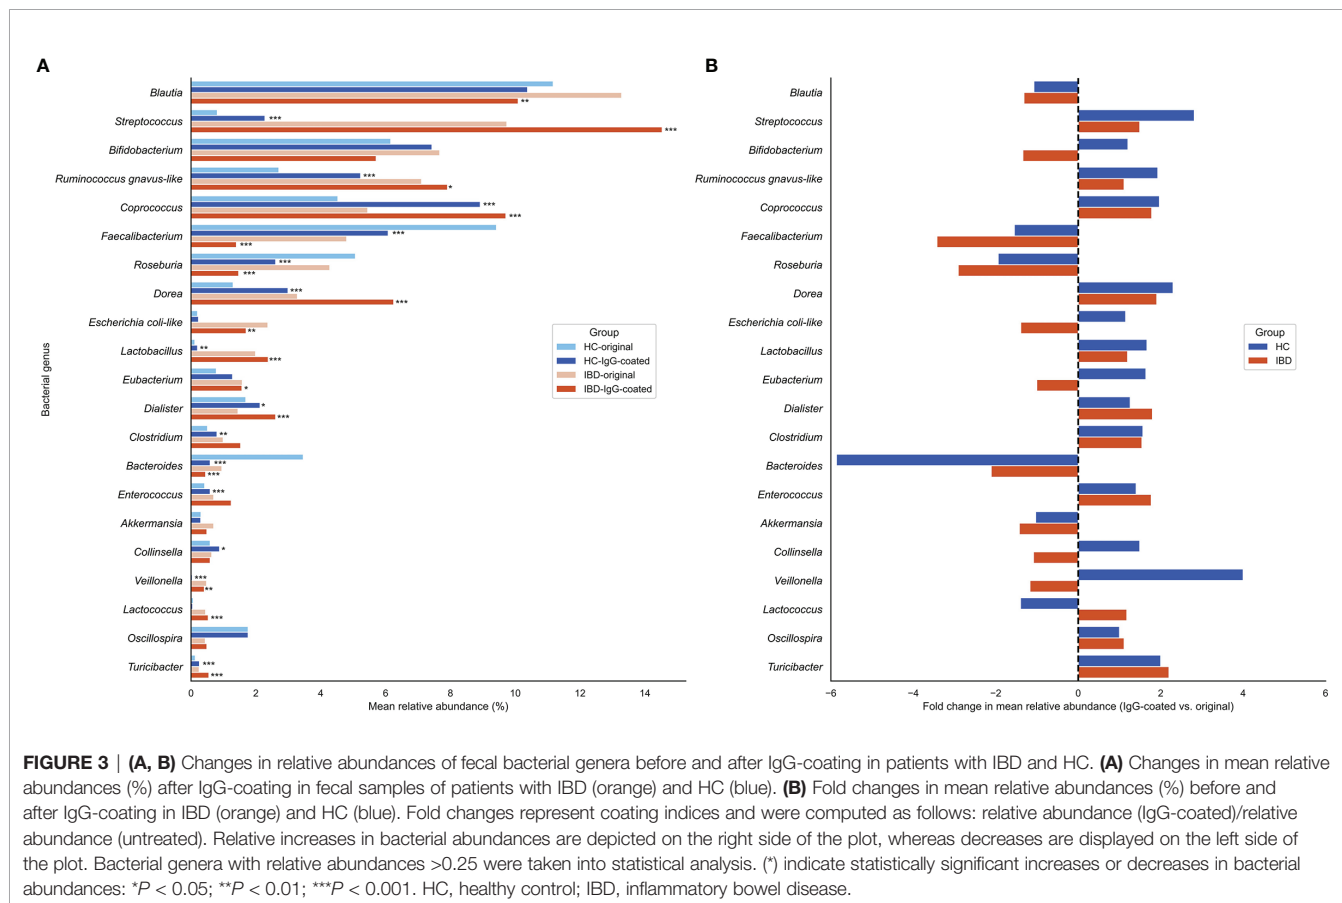 A
B
Blautia
Streptococcus
Bifidobacterium
Ruminococcus gnavus-like
Coprococcus
Faecalibacterium
Roseburia
Dorea
Escherichia coli-like
Lactobacillus
Eubacterium
Dialister
Clostridium
Bacteroides
Enterococcus
Akkermansia
Collinsella
Veillonella
Lactococcus
Oscillospira
Turicibacter
Bacterial genus
**
***
***
***
*
***
***
***
***
***
***
***
***
**
**
***
*
*
***
**
***
***
***
*
***
**
***
***
***
Group
HC-original
HC-IgG-coated
IBD-original
IBD-IgG-coated
0 2 4 6 8 10 12 14
Mean relative abundance (%)
Blautia
Streptococcus
Bifidobacterium
Ruminococcus gnavus-like
Coprococcus
Faecalibacterium
Roseburia
Dorea
Escherichia coli-like
Lactobacillus
Eubacterium
Dialister
Clostridium
Bacteroides
Enterococcus
Akkermansia
Collinsella
Veillonella
Lactococcus
Oscillospira
Turicibacter
Group
HC
IBD
−6 −4 −2 0 2 4 6
Fold change in mean relative abundance (IgG-coated vs. original)
FIGURE 3 | (A, B) Changes in relative abundances of fecal bacterial genera before and after IgG-coating in patients with IBD and HC. (A) Changes in mean relative
abundances (%) after IgG-coating in fecal samples of patients with IBD (orange) and HC (blue). (B) Fold changes in mean relative abundances (%) before and
after IgG-coating in IBD (orange) and HC (blue). Fold changes represent coating indices and were computed as follows: relative abundance (IgG-coated)/relative
abundance (untreated). Relative increases in bacterial abundances are depicted on the right side of the plot, whereas decreases are displayed on the left side of
the plot. Bacterial genera with relative abundances >0.25 were taken into statistical analysis. (*) indicate statistically significant increases or decreases in bacterial
abundances: *P < 0.05; **P < 0.01; ***P < 0.001. HC, healthy control; IBD, inflammatory bowel disease.